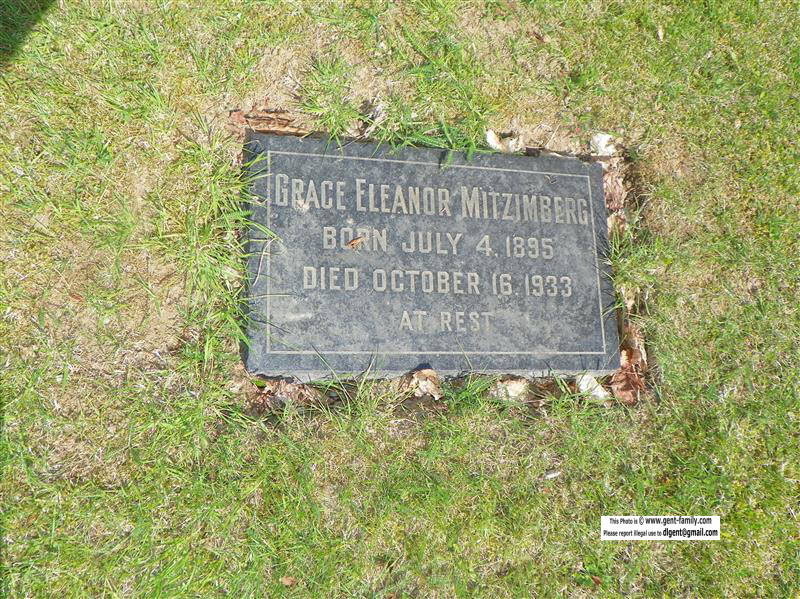 GRACE ELEANOR MITZIMBERG
BORN JULY 4, 1895
DIED OCTOBER 16, 1933
AT REST
This Photo is © www.gent-family.com
Please report illegal use to dlgent@gmail.com